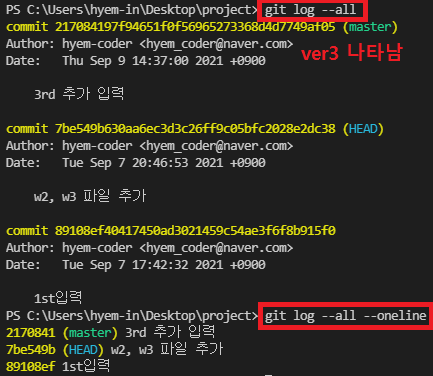 PS C:\Users\hyem-in\Desktop\project> git log --all
commit 217084197f94651f0f56965273368d4d7749af05 (master)
Author: hyem-coder <hyem_coder@naver.com>
ver3 나타남
Date:   Thu Sep 9 14:37:00 2021 +0900
3rd 추가 입력
commit 7be549b630aa6ec3d3c26ff9c05bfc2028e2dc38 (HEAD)
Author: hyem-coder <hyem_coder@naver.com>
Date:   Tue Sep 7 20:46:53 2021 +0900
w2, w3 파일 추가
commit 89108ef40417450ad3021459c54ae3f6f8b915f0
Author: hyem-coder <hyem_coder@naver.com>
Date:   Tue Sep 7 17:42:32 2021 +0900
1st입력
PS C:\Users\hyem-in\Desktop\project> git log --all --oneline
2170841 (master) 3rd 추가 입력
7be549b (HEAD) w2, w3 파일 추가
89108ef 1st입력